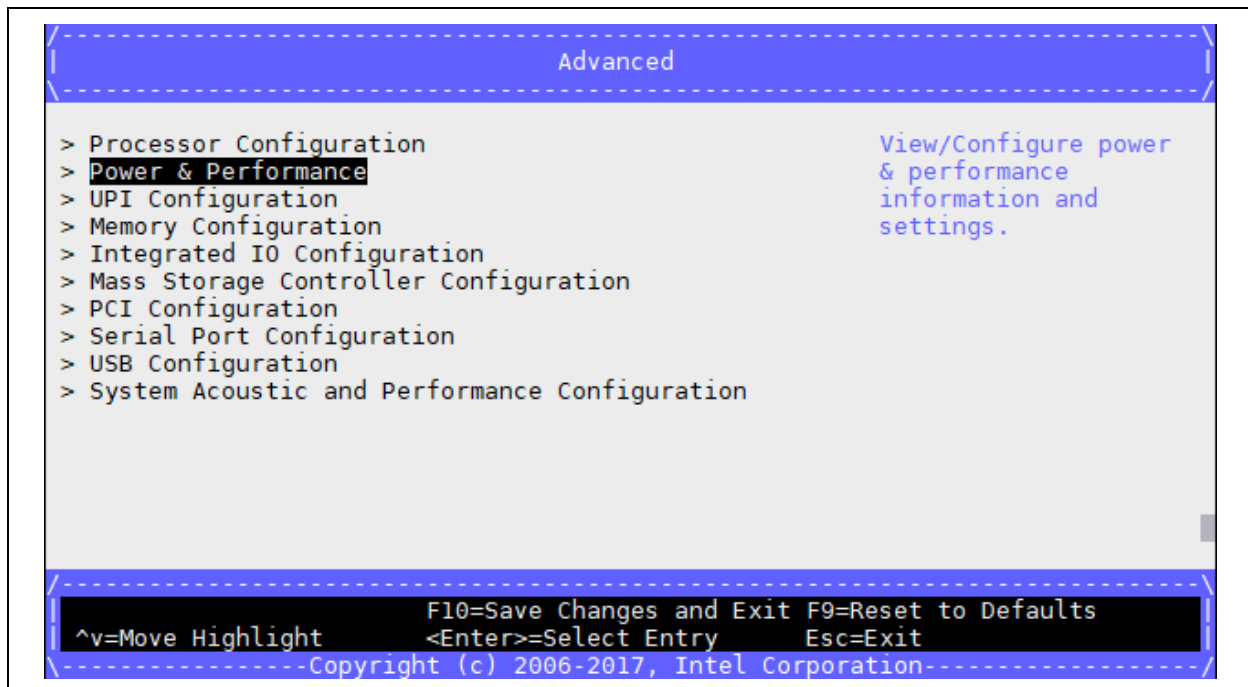 Advanced
> Processor Configuration
> Power & Performance
> UPI Configuration
> Memory Configuration
> Integrated IO Configuration
> Mass Storage Controller Configuration
> PCI Configuration
> Serial Port Configuration
> USB Configuration
> System Acoustic and Performance Configuration
View/Configure power
& performance
information and
settings.
F10=Save Changes and Exit F9=Reset to Defaults
^v=Move Highlight <Enter>=Select Entry Esc=Exit
Copyright (c) 2006-2017, Intel Corporation